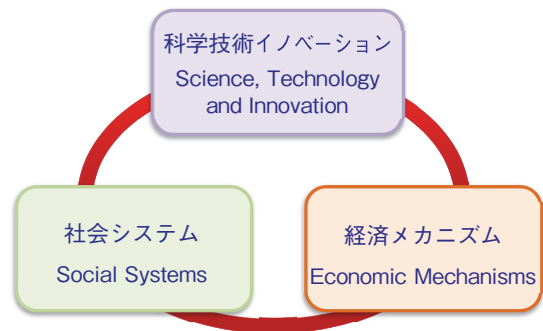 科学技術イノベーション
Science, Technology
and Innovation
社会システム
Social Systems
経済メカニズム
Economic Mechanisms